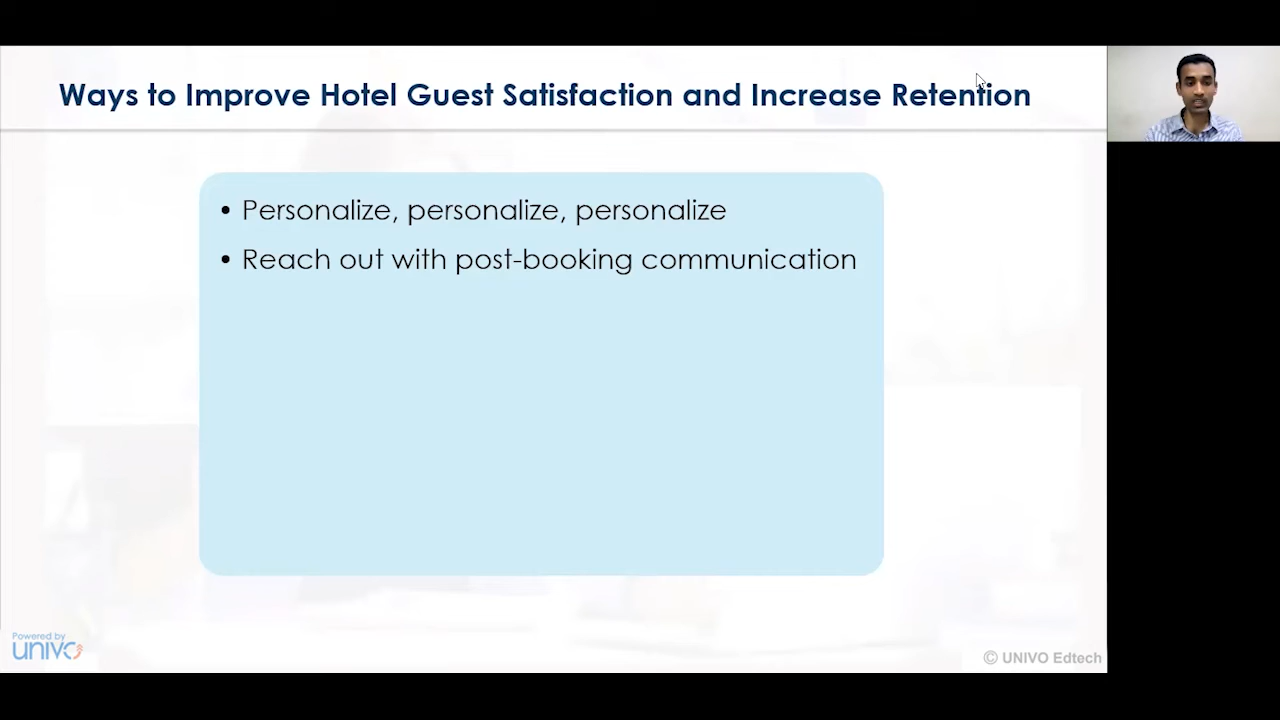 Ways to Improve Hotel Guest Satisfaction and Increase Retention
• Personalize, personalize, personalize
• Reach out with post-booking communication
Powered by
univo
© UNIVO Edtech